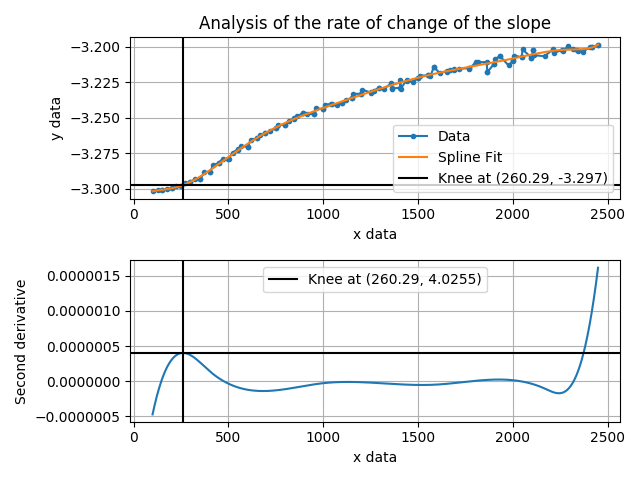 Analysis of the rate of change of the slope
−3.200
−3.225
−3.250
−3.275
−3.300
y data
Data
Spline Fit
Knee at (260.29, -3.297)
0
500
1000
1500
2000
2500
x data
Knee at (260.29, 4.0255)
0.0000015
0.0000010
0.0000005
0.0000000
−0.0000005
Second derivative
0
500
1000
1500
2000
2500
x data